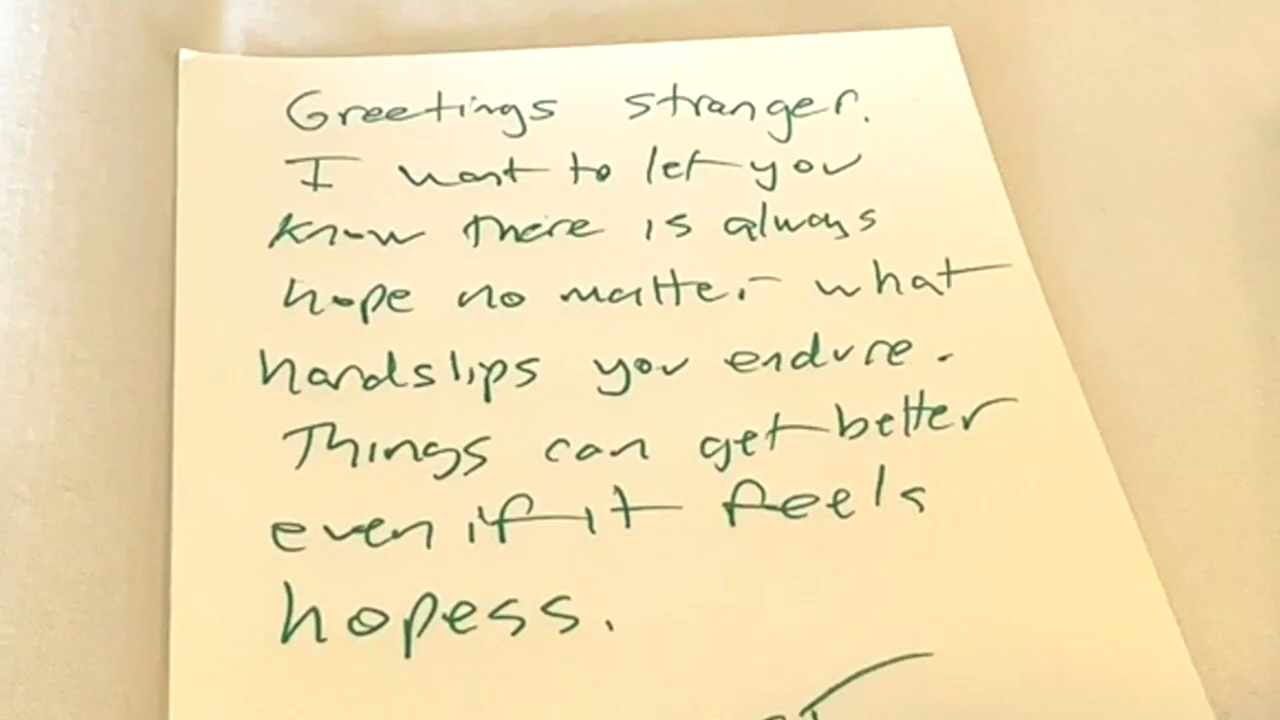 Greetings stranger.
I want to let you
know there is always
hope no matter what
hardslips you endure.
Things can get better
even if it feels
hopess.